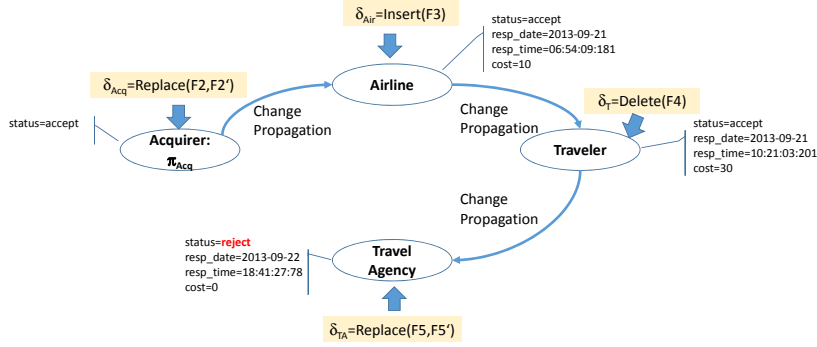 δAir=Insert(F3)
status=accept
resp_date=2013-09-21
resp_time=06:54:09:181
cost=10
δAcq=Replace(F2,F2‘)
Airline
δT=Delete(F4)
Change
Propagation
Change
Propagation
status=accept
Acquirer:
πAcq
Traveler
status=accept
resp_date=2013-09-21
resp_time=10:21:03:201
cost=30
Change
Propagation
status=reject
resp_date=2013-09-22
resp_time=18:41:27:78
cost=0
Travel
Agency
δTA=Replace(F5,F5‘)